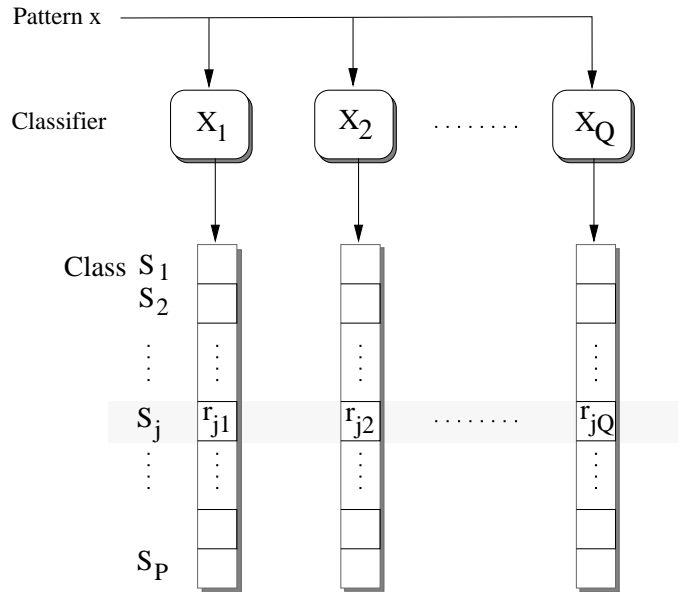 Pattern x
Classifier X1 X2 ........ XQ
Class S1
S2
Sj rj1 rj2 ........ rjQ
SP